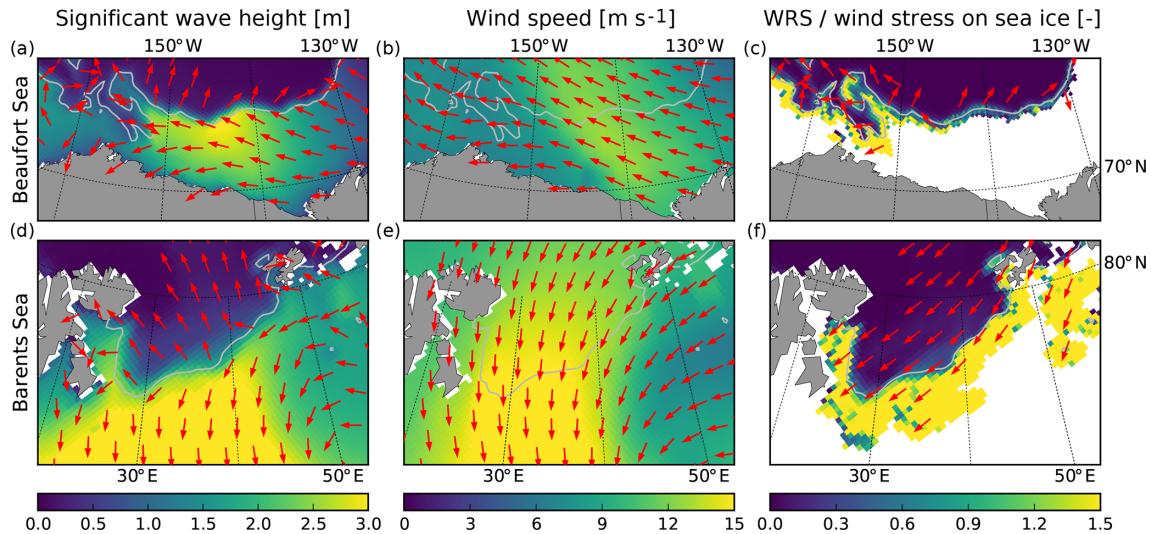 Significant wave height [m]
Wind speed [m s-1]
WRS / wind stress on sea ice [-]
(a)
150°W
130°W
(b)
150°W
130°W
(c)
150°W
130°W
Beaufort Sea
70°N
(d)
(e)
(f)
Barents Sea
80°N
30°E
50°E
30°E
50°E
30°E
50°E
0.0
0.5
1.0
1.5
2.0
2.5
3.0
0
3
6
9
12
15
0.0
0.3
0.6
0.9
1.2
1.5